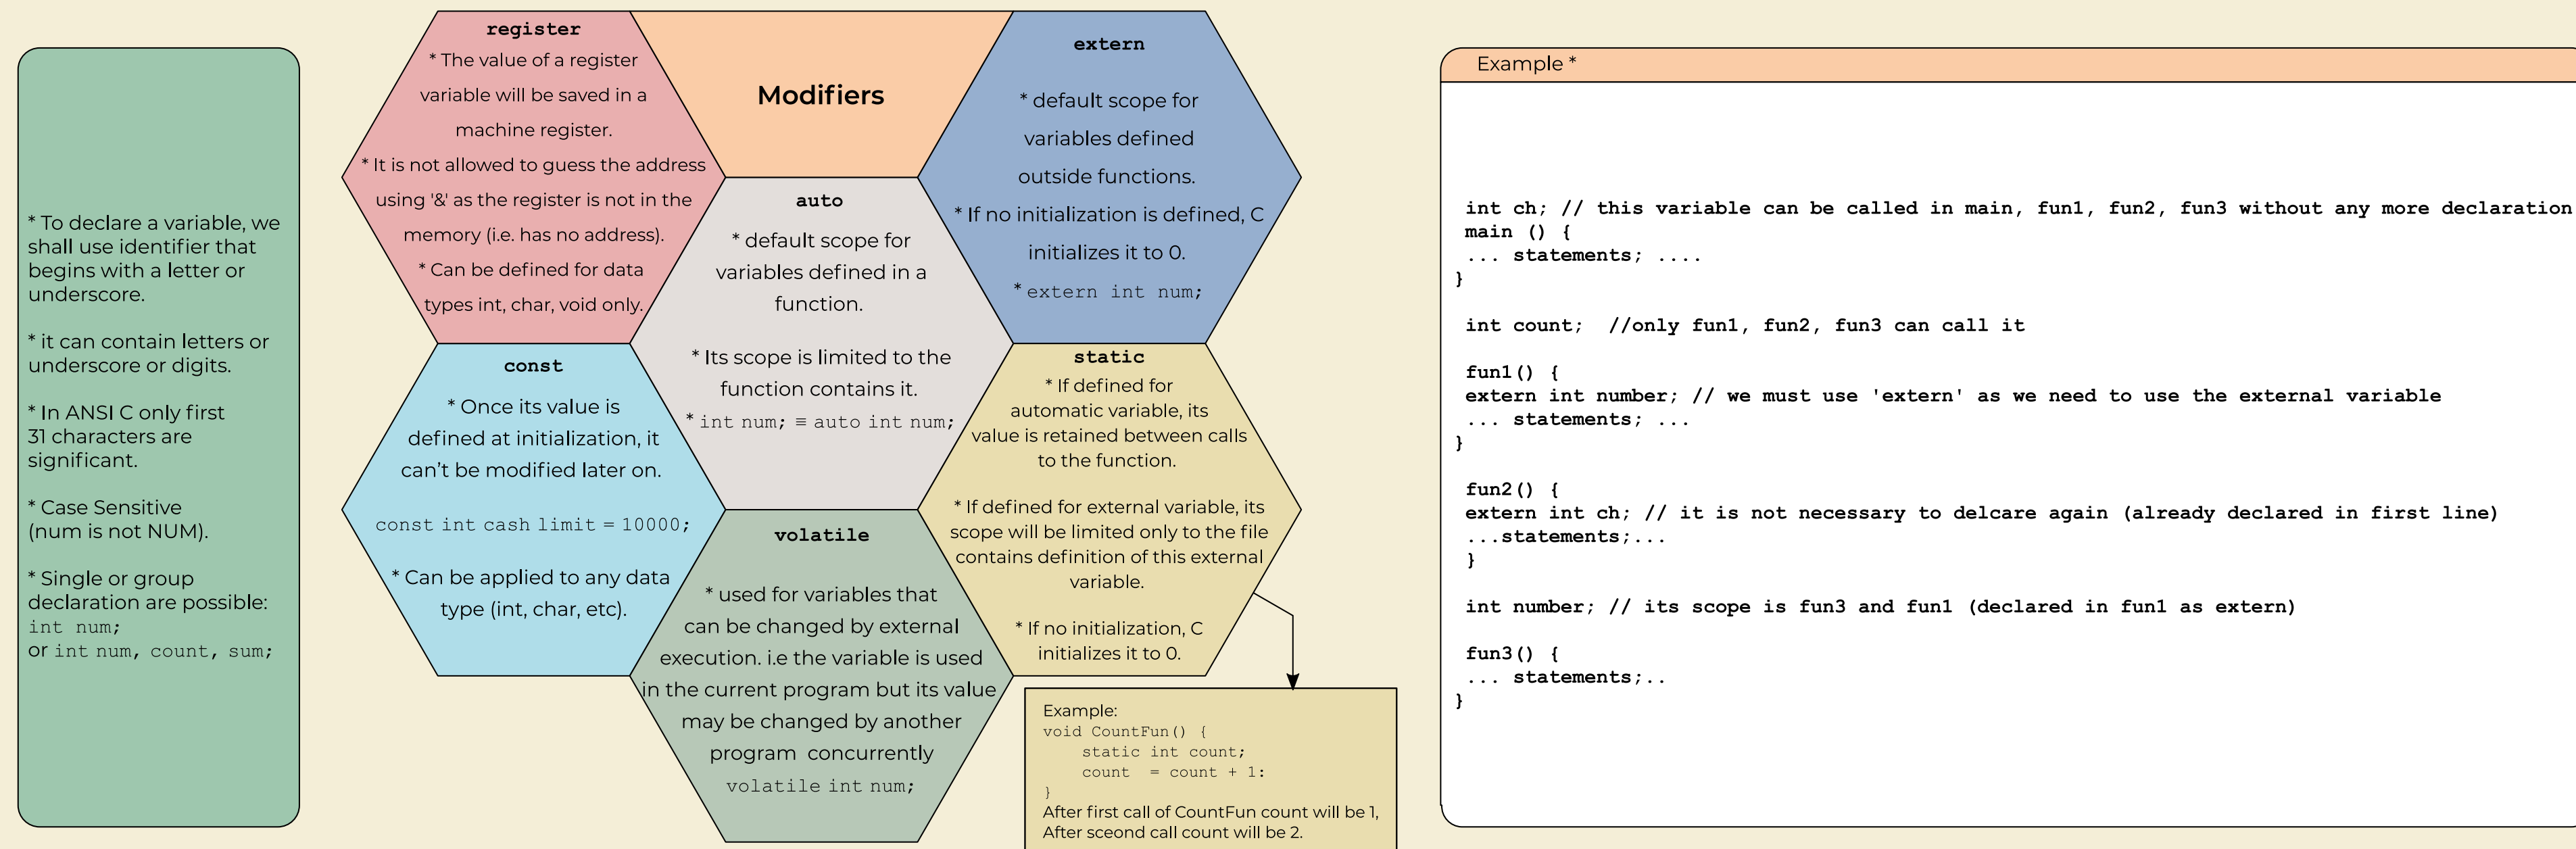 * To declare a variable, we
shall use identifier that
begins with a letter or
underscore.
* it can contain letters or
underscore or digits.
* In ANSI C only first
31 characters are
significant.
* Case Sensitive
(num is not NUM).
* Single or group
declaration are possible:
int num;
or int num, count, sum;
register
* The value of a register
variable will be saved in a
machine register.
* It is not allowed to guess the address
using '&' as the register is not in the
memory (i.e. has no address).
* Can be defined for data
types int, char, void only.
Modifiers
extern
* default scope for
variables defined
outside functions.
* If no initialization is defined, C
initializes it to 0.
* extern int num;
auto
* default scope for
variables defined in a
function.
* Its scope is limited to the
function contains it.
* int num; ≡ auto int num;
const
* Once its value is
defined at initialization, it
can't be modified later on.
const int cash limit = 10000;
* Can be applied to any data
type (int, char, etc).
static
* If defined for
automatic variable, its
value is retained between calls
to the function.
* If defined for external variable, its
scope will be limited only to the file
contains definition of this external
variable.
* If no initialization, C
initializes it to 0.
volatile
* used for variables that
can be changed by external
execution. i.e the variable is used
in the current program but its value
may be changed by another
program concurrently
volatile int num;
Example:
void CountFun() {
static int count;
count = count + 1:
}
After first call of CountFun count will be 1,
After sceond call count will be 2.
Example *
int ch; // this variable can be called in main, fun1, fun2, fun3 without any more declaration
main () {
... statements; ....
}
int count; //only fun1, fun2, fun3 can call it
fun1() {
extern int number; // we must use 'extern' as we need to use the external variable
... statements; ...
}
fun2() {
extern int ch; // it is not necessary to delcare again (already declared in first line)
...statements;...
}
int number; // its scope is fun3 and fun1 (declared in fun1 as extern)
fun3() {
... statements;..
}